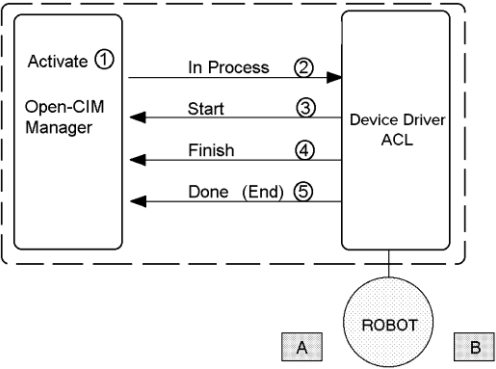 Activate 1
Open-CIM
Manager
In Process 2
Start 3
Finish 4
Done (End) 5
Device Driver
ACL
ROBOT
A
B